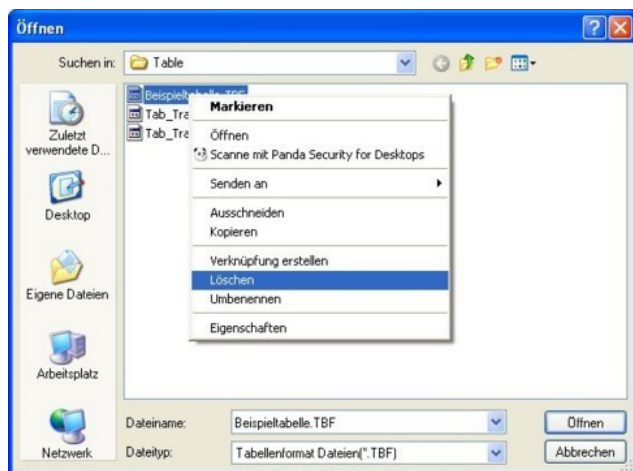 Öffnen
Suchen in:
Table
Zuletzt
verwendete D...
Desktop
Eigene Dateien
Arbeitsplatz
Netzwerk
Tab_Tra
Tab_Tra
Markieren
Öffnen
Scanne mit Panda Security for Desktops
Senden an
Ausschneiden
Kopieren
Verknüpfung erstellen
Löschen
Umbenennen
Eigenschaften
Dateiname:
Beispieltabelle.TBF
Öffnen
Dateityp:
Tabellenformat Dateien(*.TBF)
Abbrechen